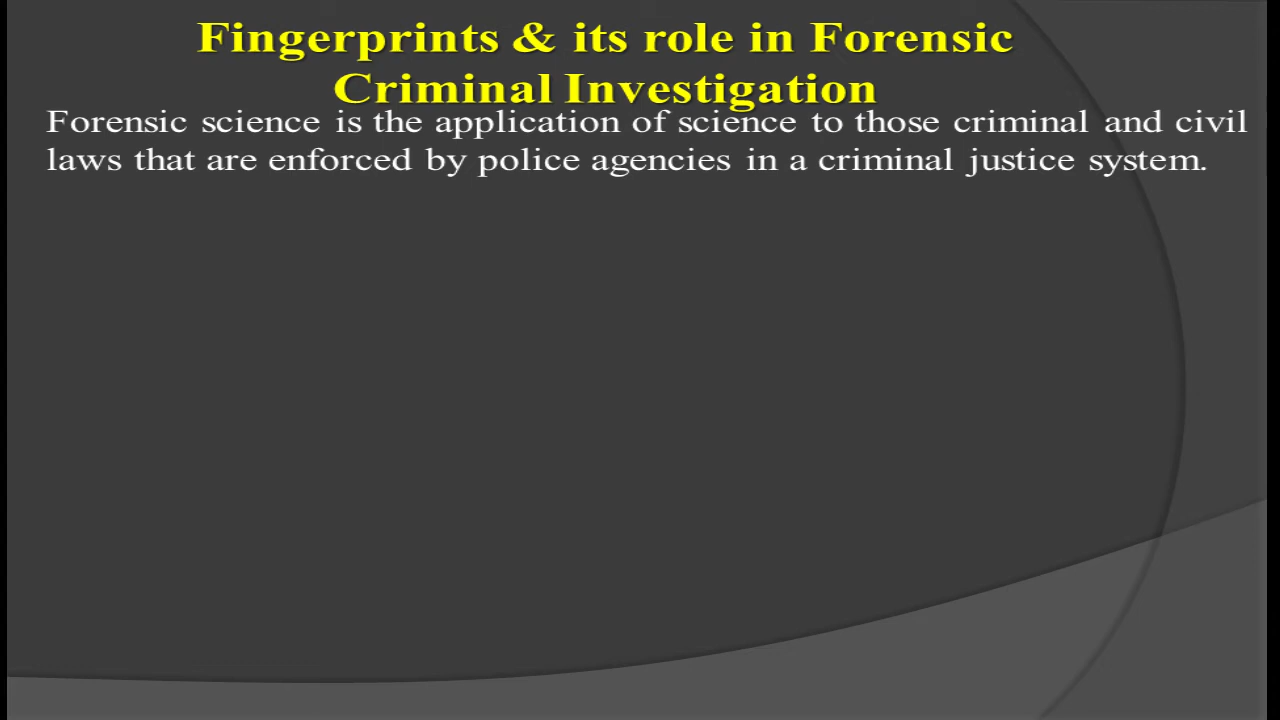 Fingerprints & its role in Forensic
Criminal Investigation
Forensic science is the application of science to those criminal and civil
laws that are enforced by police agencies in a criminal justice system.